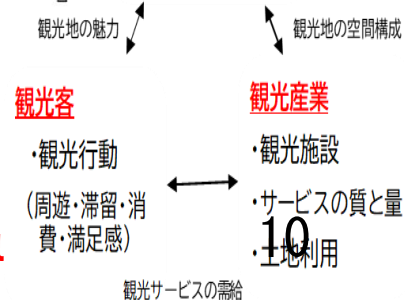 観光地の魅力
観光地の空間構成
観光客
・観光行動
(周遊・滞留・消
費・満足感)
観光産業
・観光施設
・サービスの質と量
・土地利用
10
観光サービスの需給